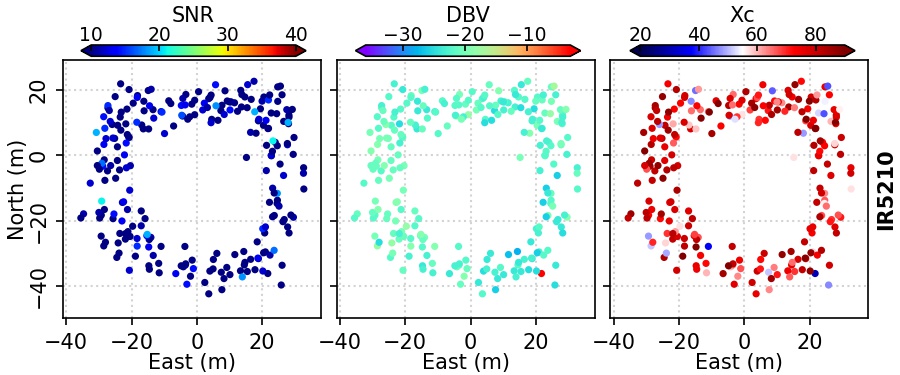 SNR DBV Xc
10 20 30 40 −30 −20 −10 20 40 60 80
20
0
−20
−40
North (m)
IR5210
−40 −20 0 20 −40 −20 0 20 −40 −20 0 20
East (m) East (m) East (m)